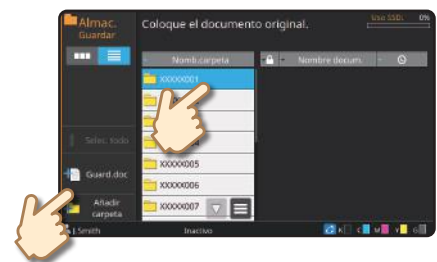 Almac.
Guardar
Coloque el documento original.
Uso SSD: 0%
Nomb.carpeta
Nombre docum.
XXXXX001
Selec. todo
XXXXX005
Guard.doc
XXXXX006
Añadir
carpeta
XXXXX007
Smith
Inactivo
K
C
M
Y
G